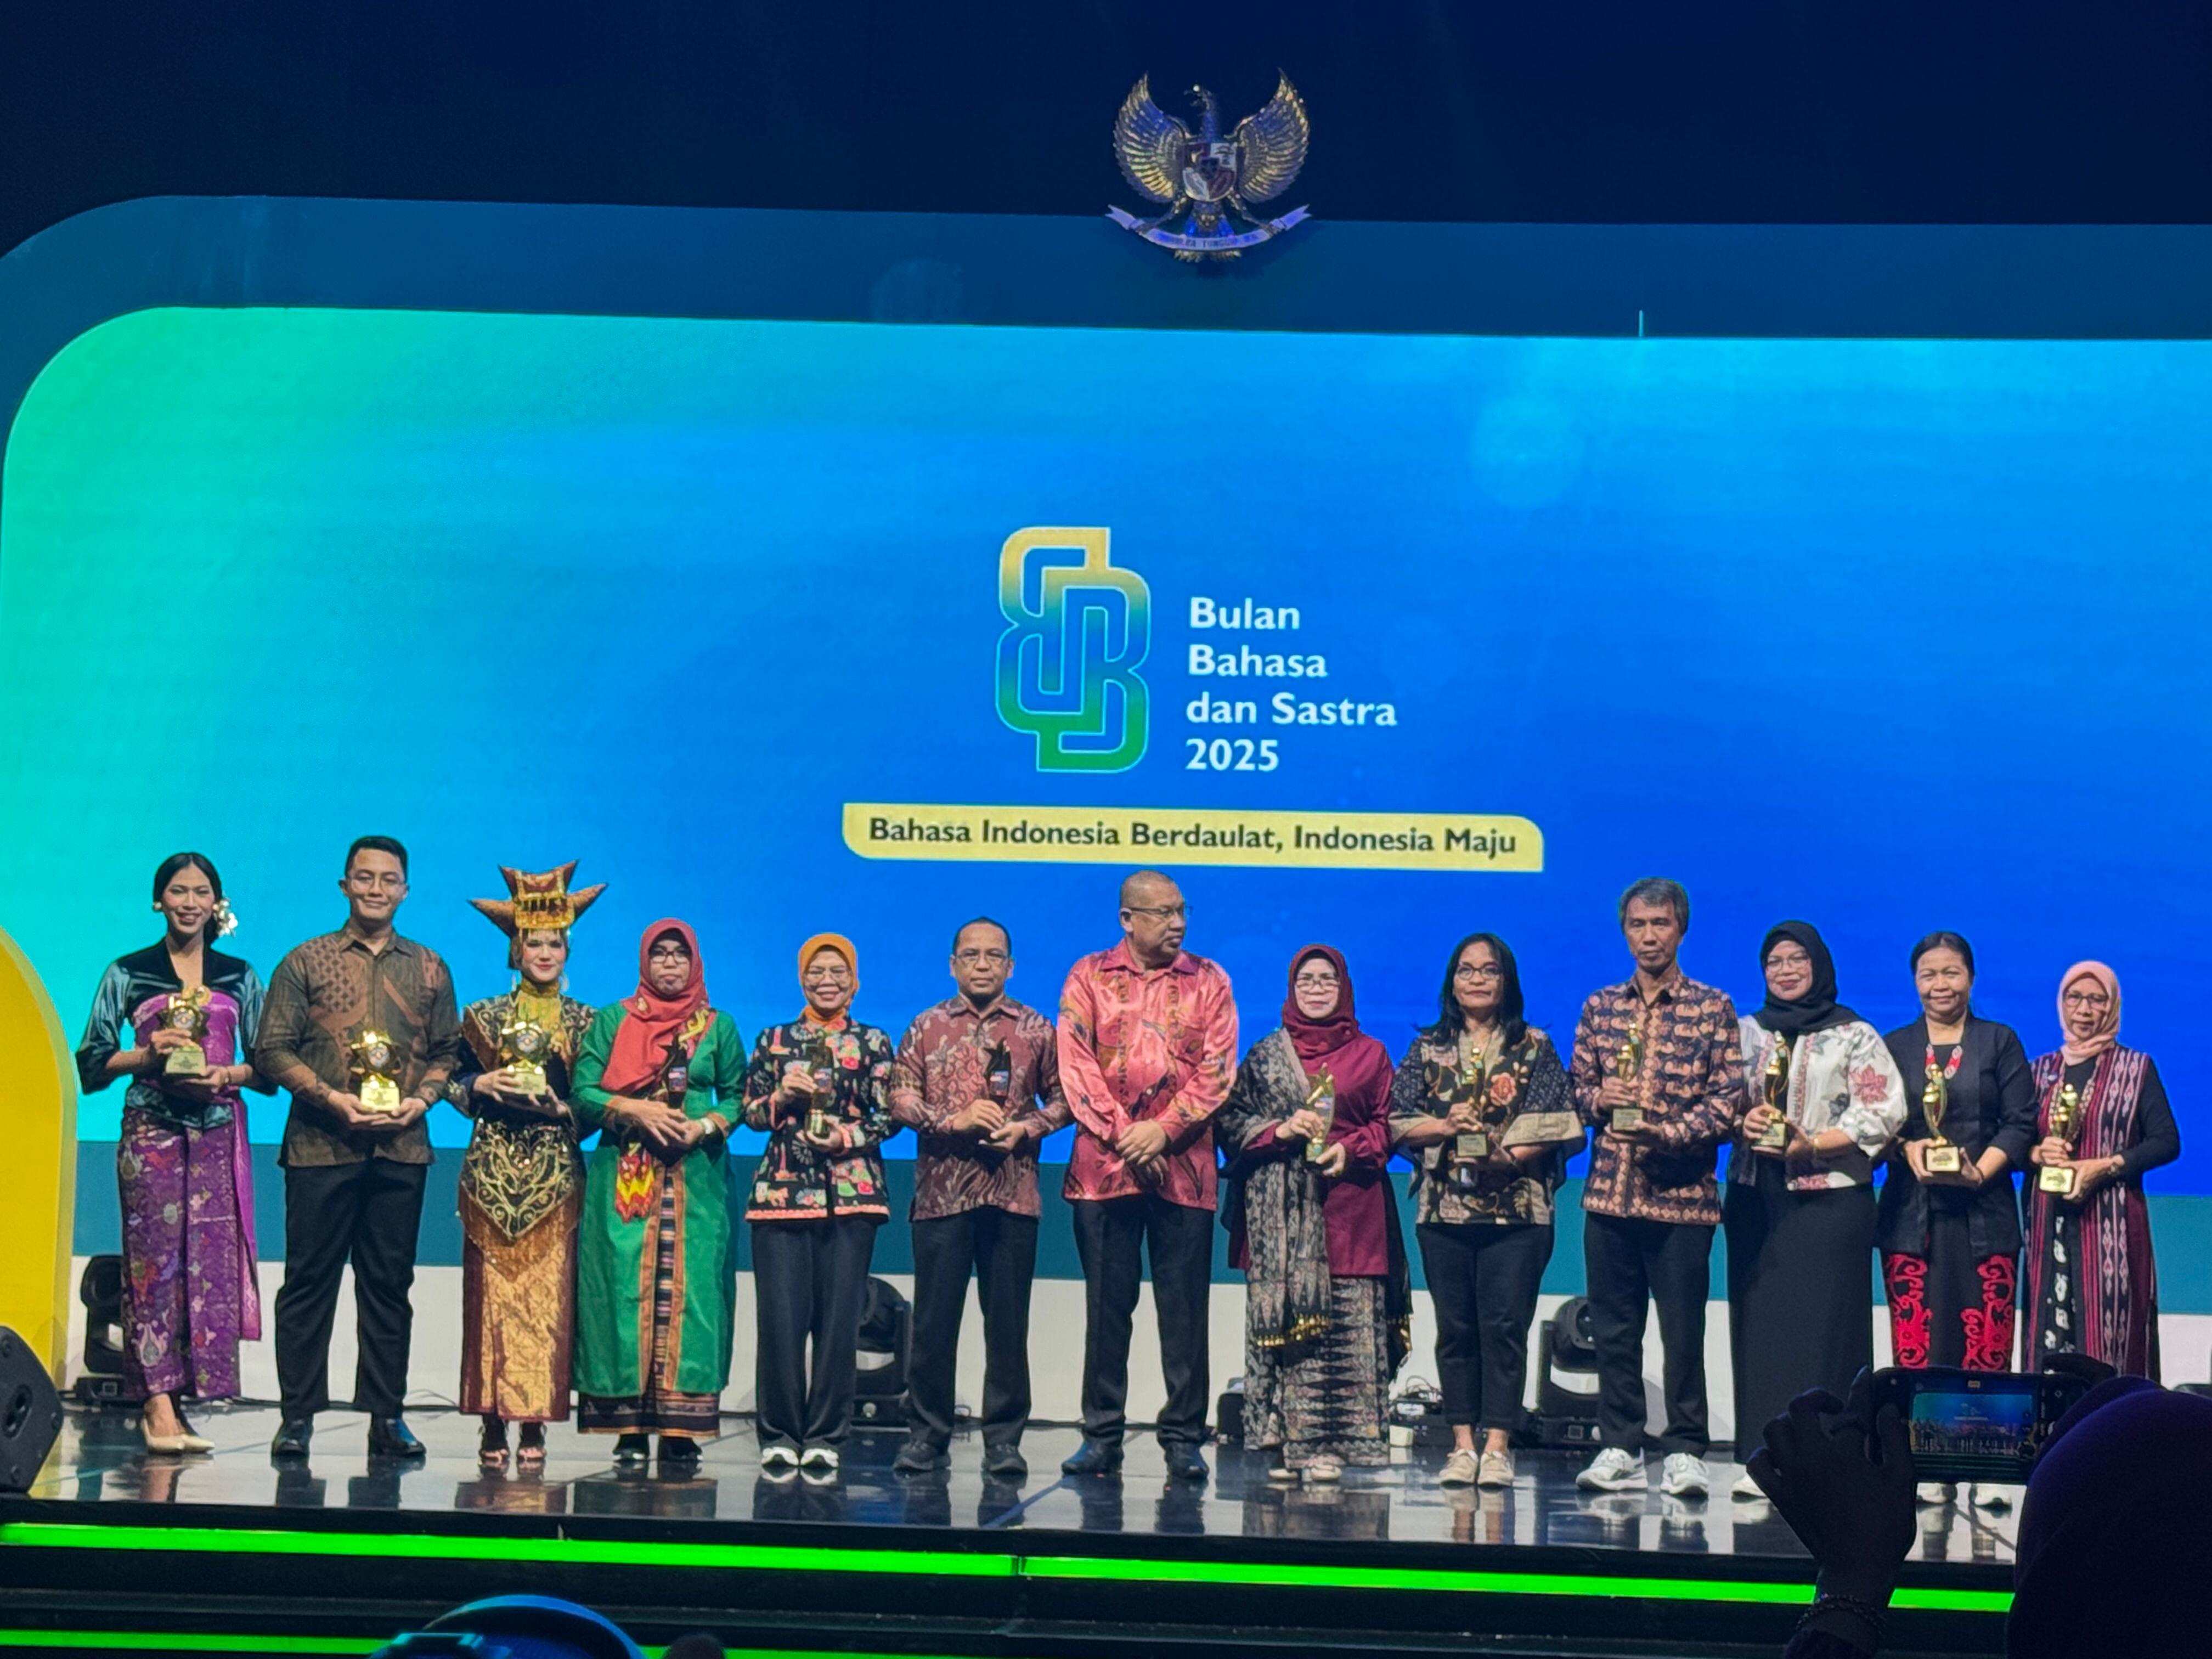 Bulan
Bahasa
dan Sastra
2025
Bahasa Indonesia Berdaulat, Indonesia Maju